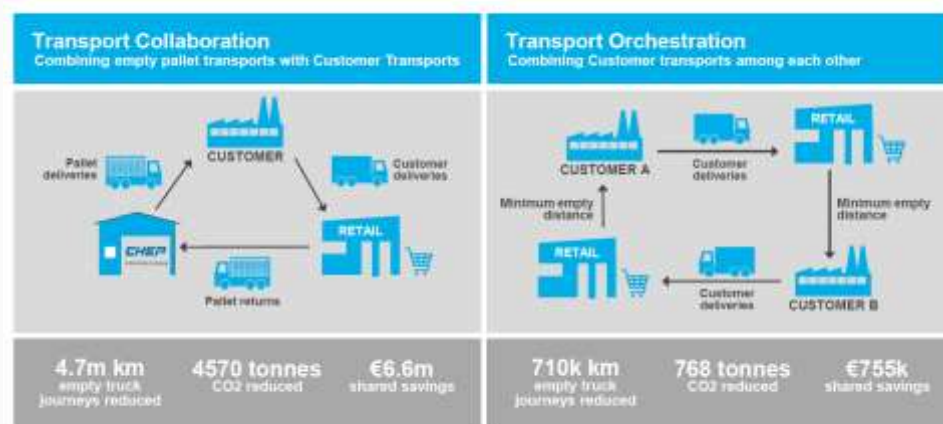 Transport Collaboration
Combining empty pallet transports with Customer Transports
CUSTOMER
Pallet
deliveries
Customer
deliveries
CHEP
RETAIL
Pallet returns
4.7m km
empty truck
journeys reduced
4570 tonnes
CO2 reduced
€6.6m
shared savings
Transport Orchestration
Combining Customer transports among each other
CUSTOMER A
Customer
deliveries
RETAIL
Minimum empty
distance
Minimum empty
distance
RETAIL
Customer
deliveries
CUSTOMER B
710k km
empty truck
journeys reduced
768 tonnes
CO2 reduced
€755k
shared savings